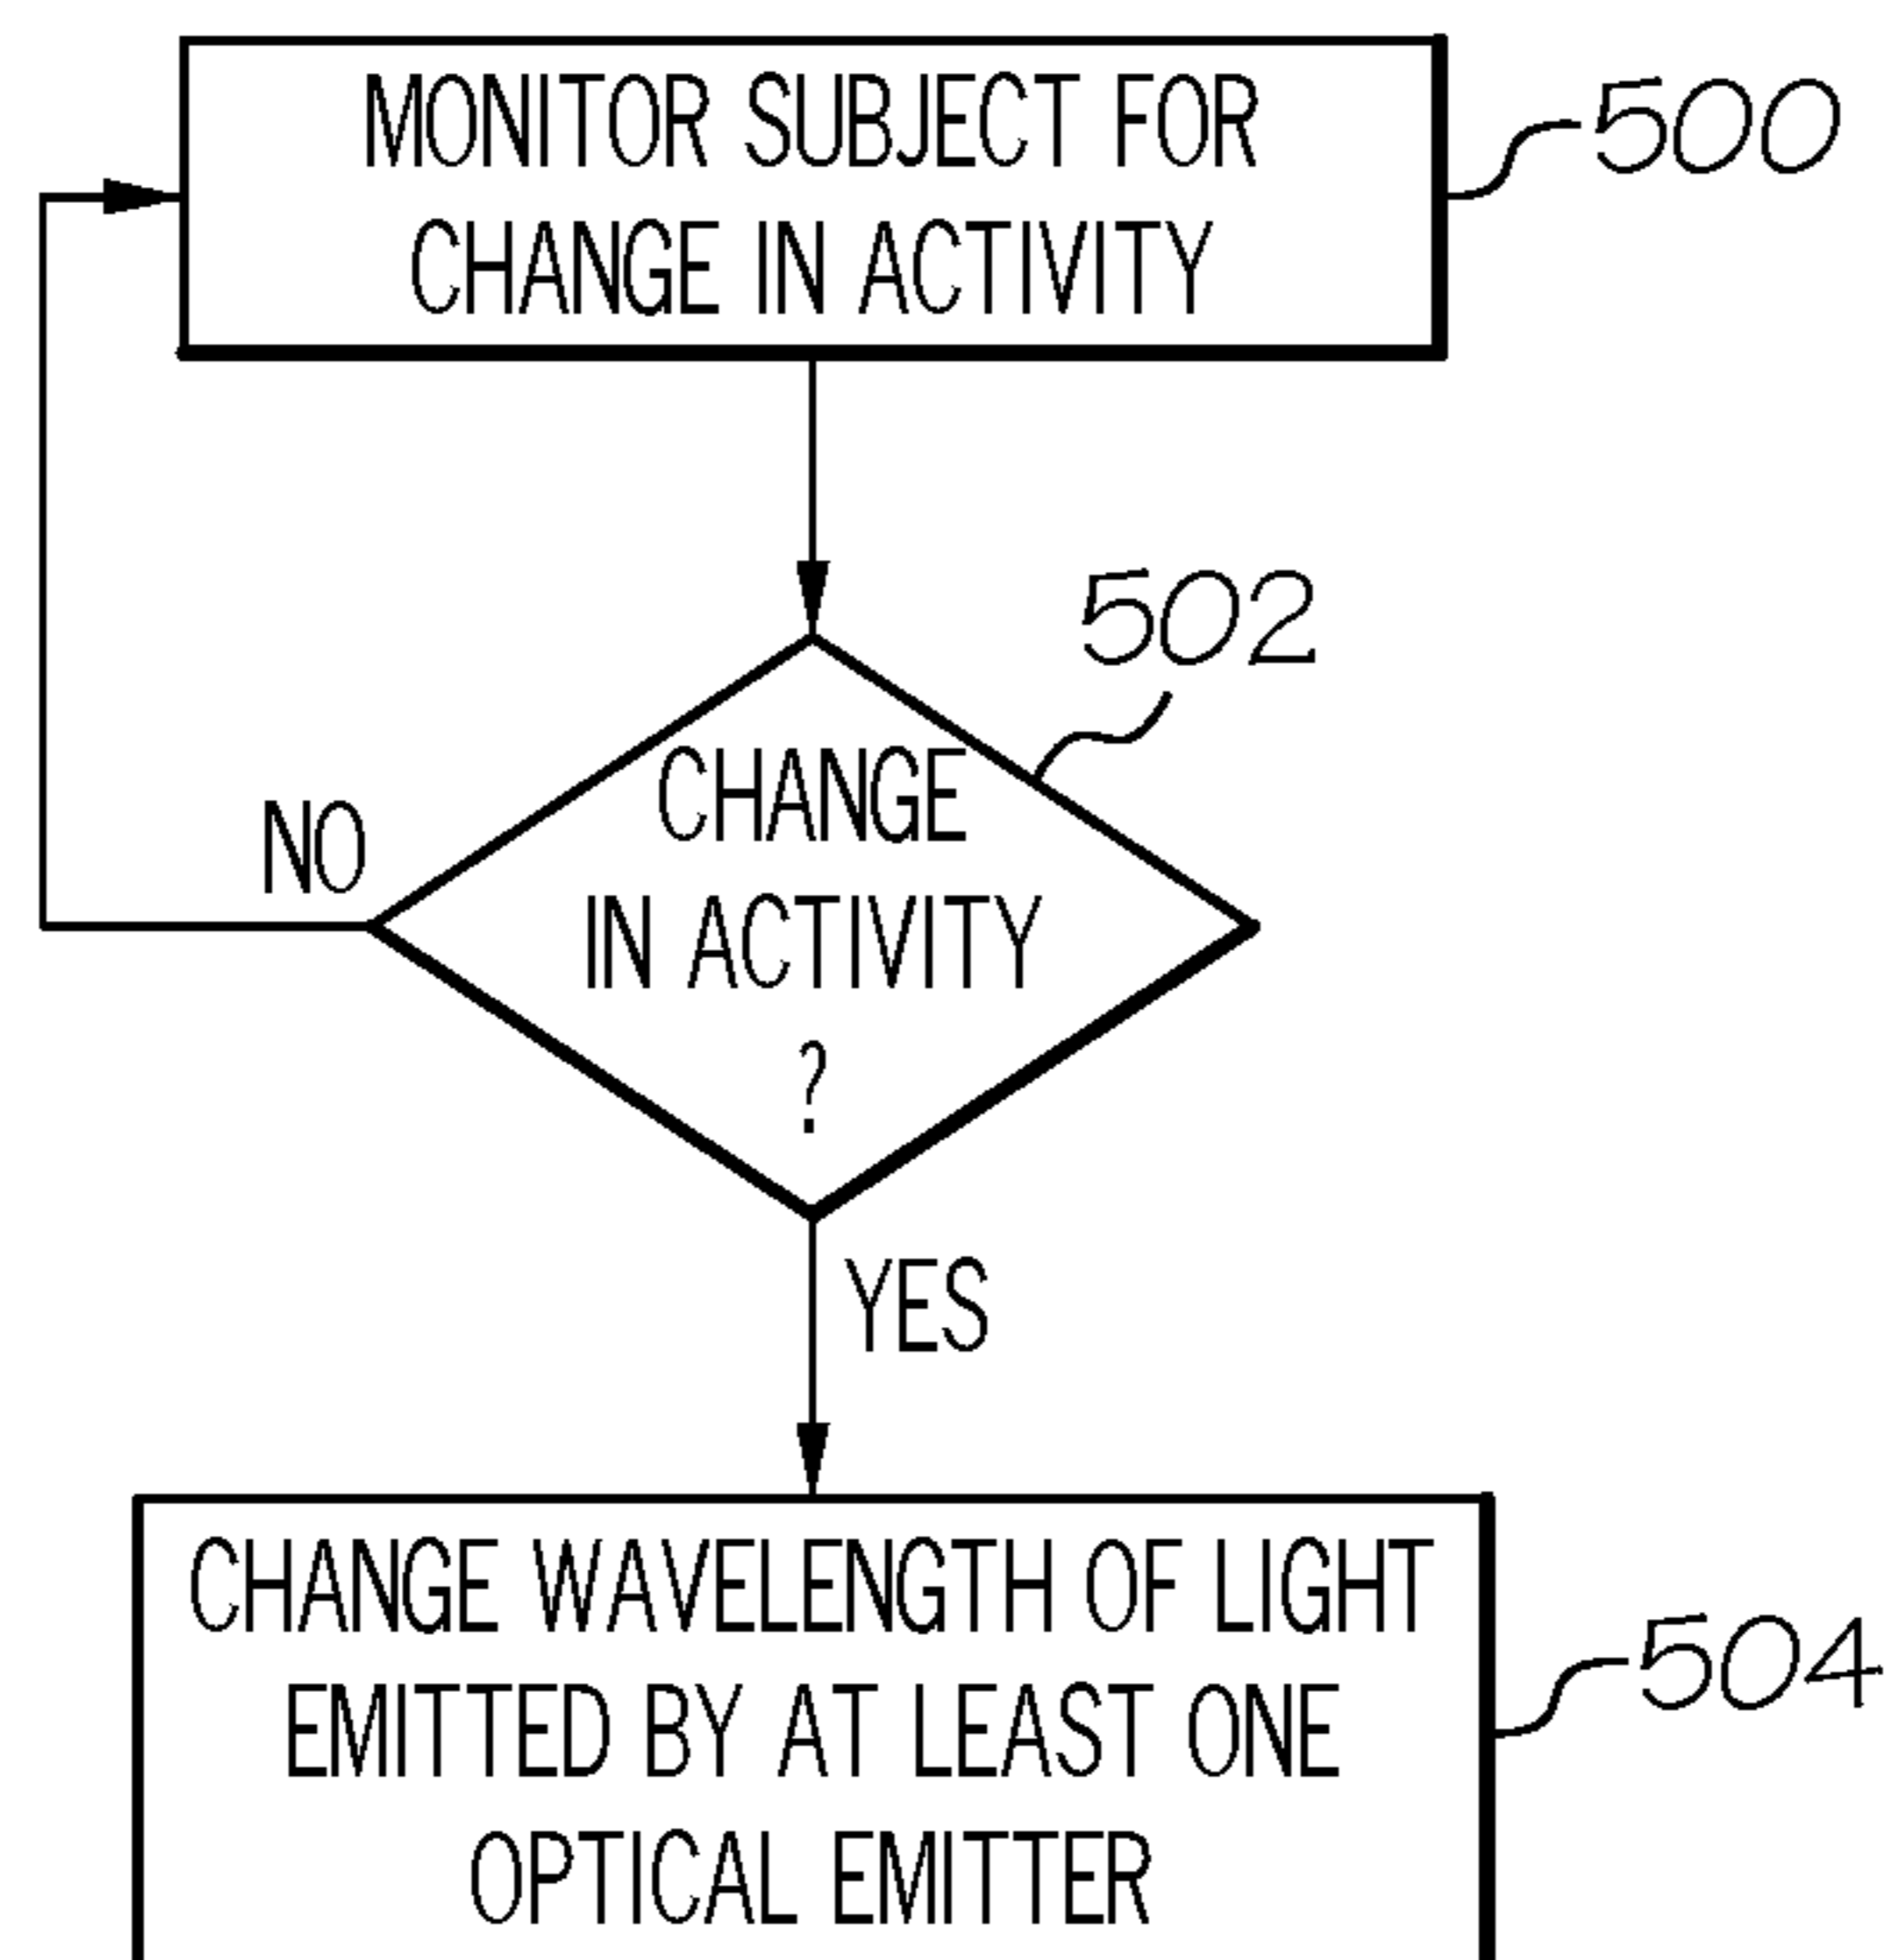 MONITOR SUBJECT FOR
CHANGE IN ACTIVITY
500
502
CHANGE
IN ACTIVITY
?
NO
YES
CHANGE WAVELENGTH OF LIGHT
EMITTED BY AT LEAST ONE
OPTICAL EMITTER
504